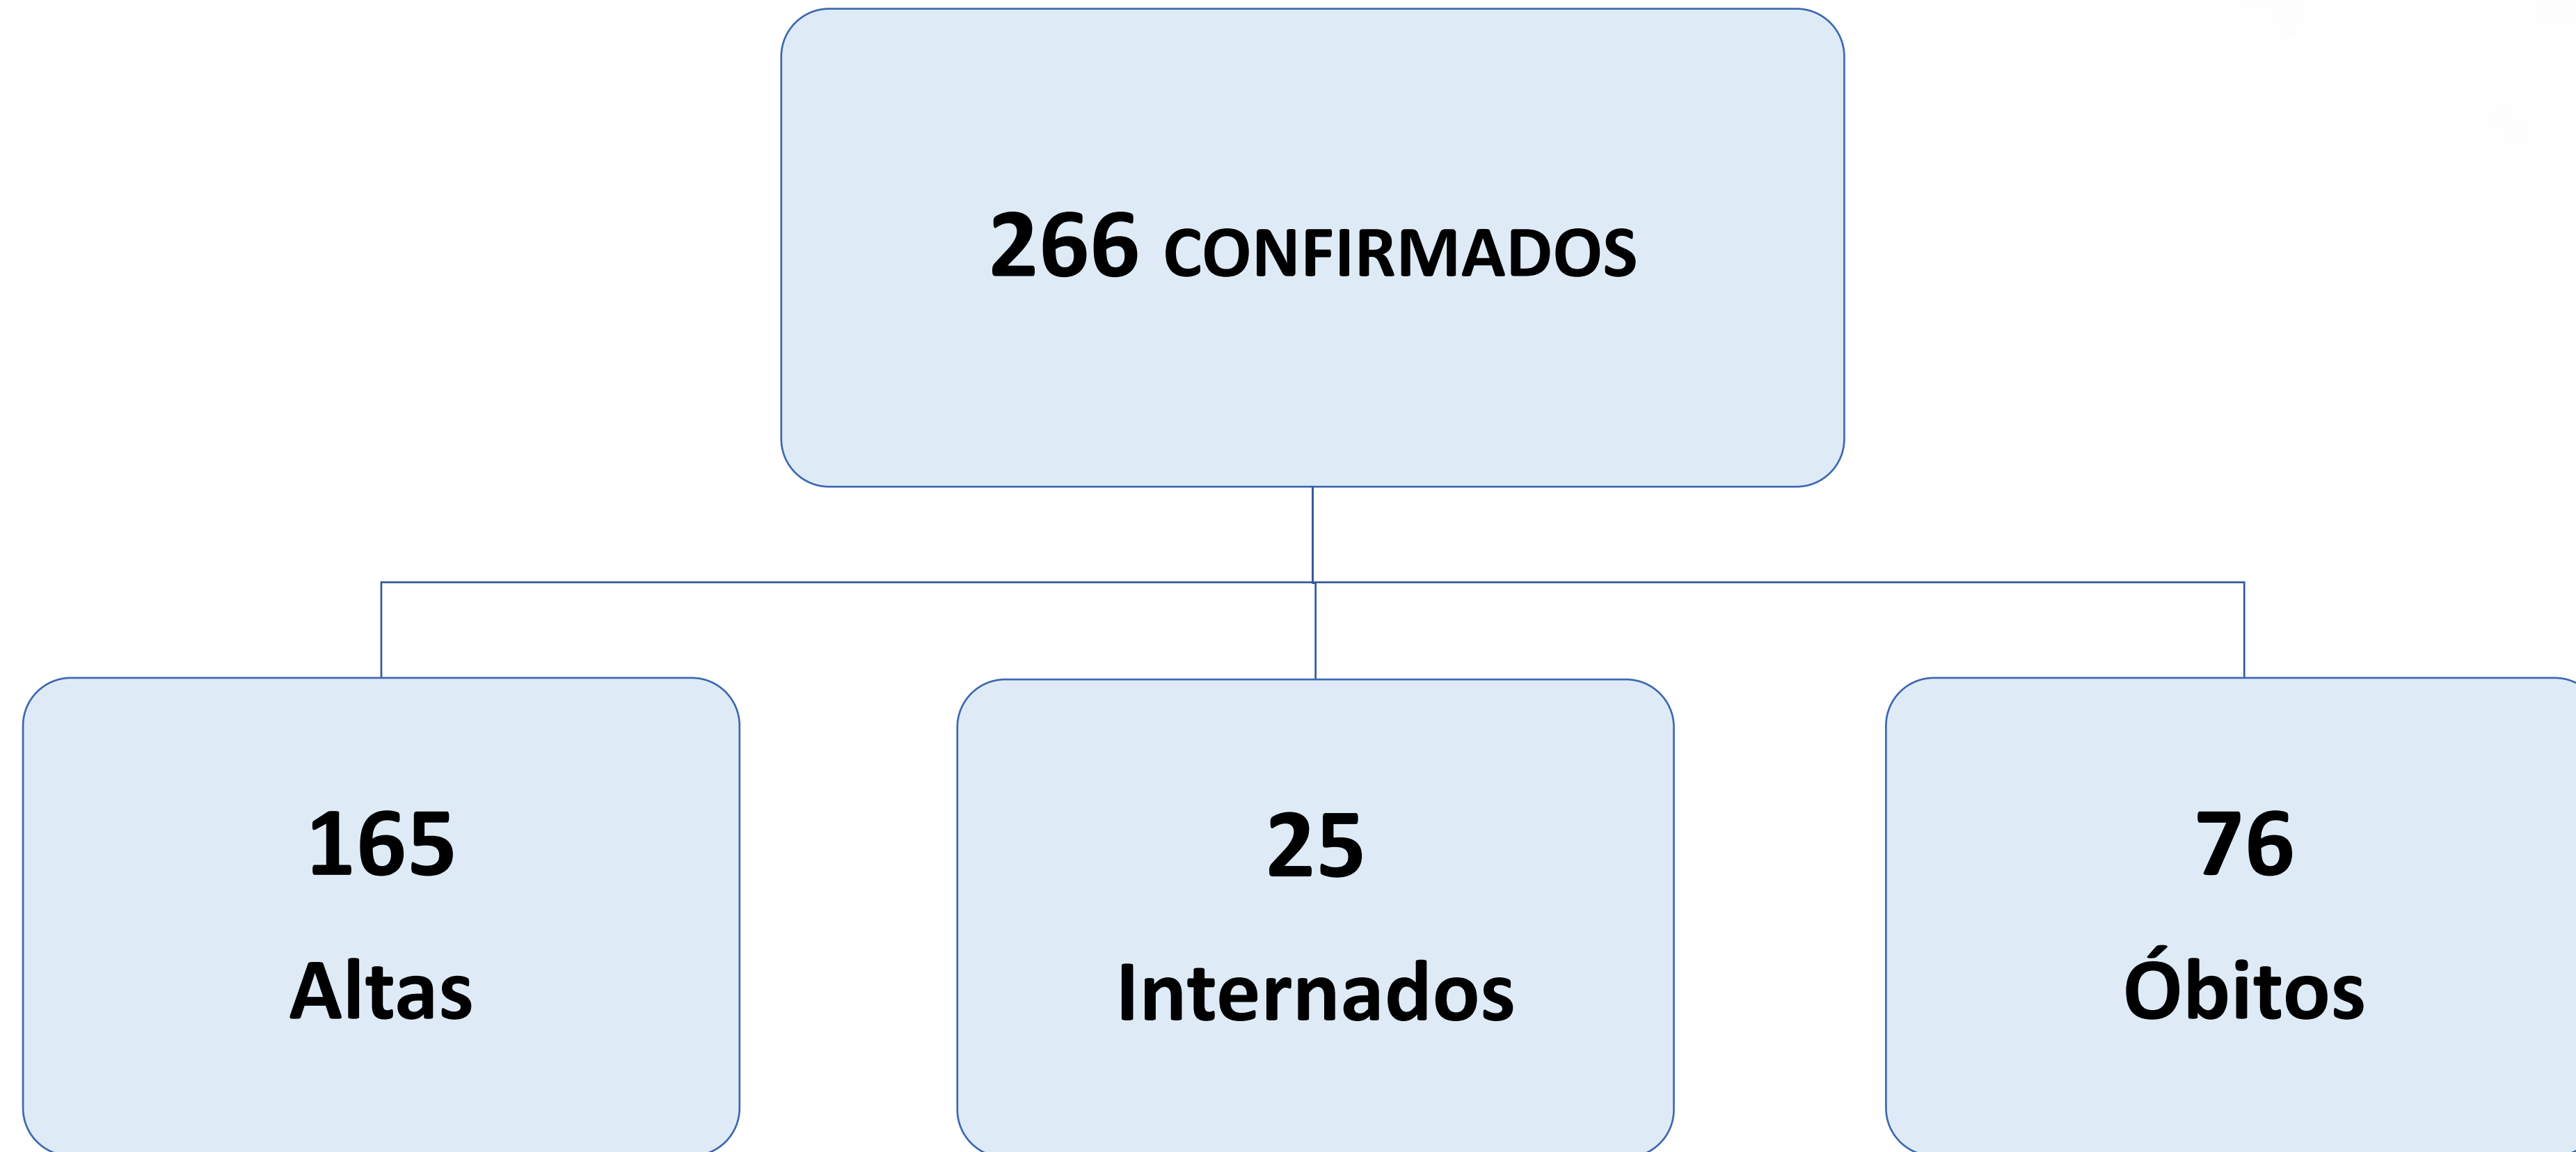 266 CONFIRMADOS
165
Altas
25
Internados
76
Óbitos